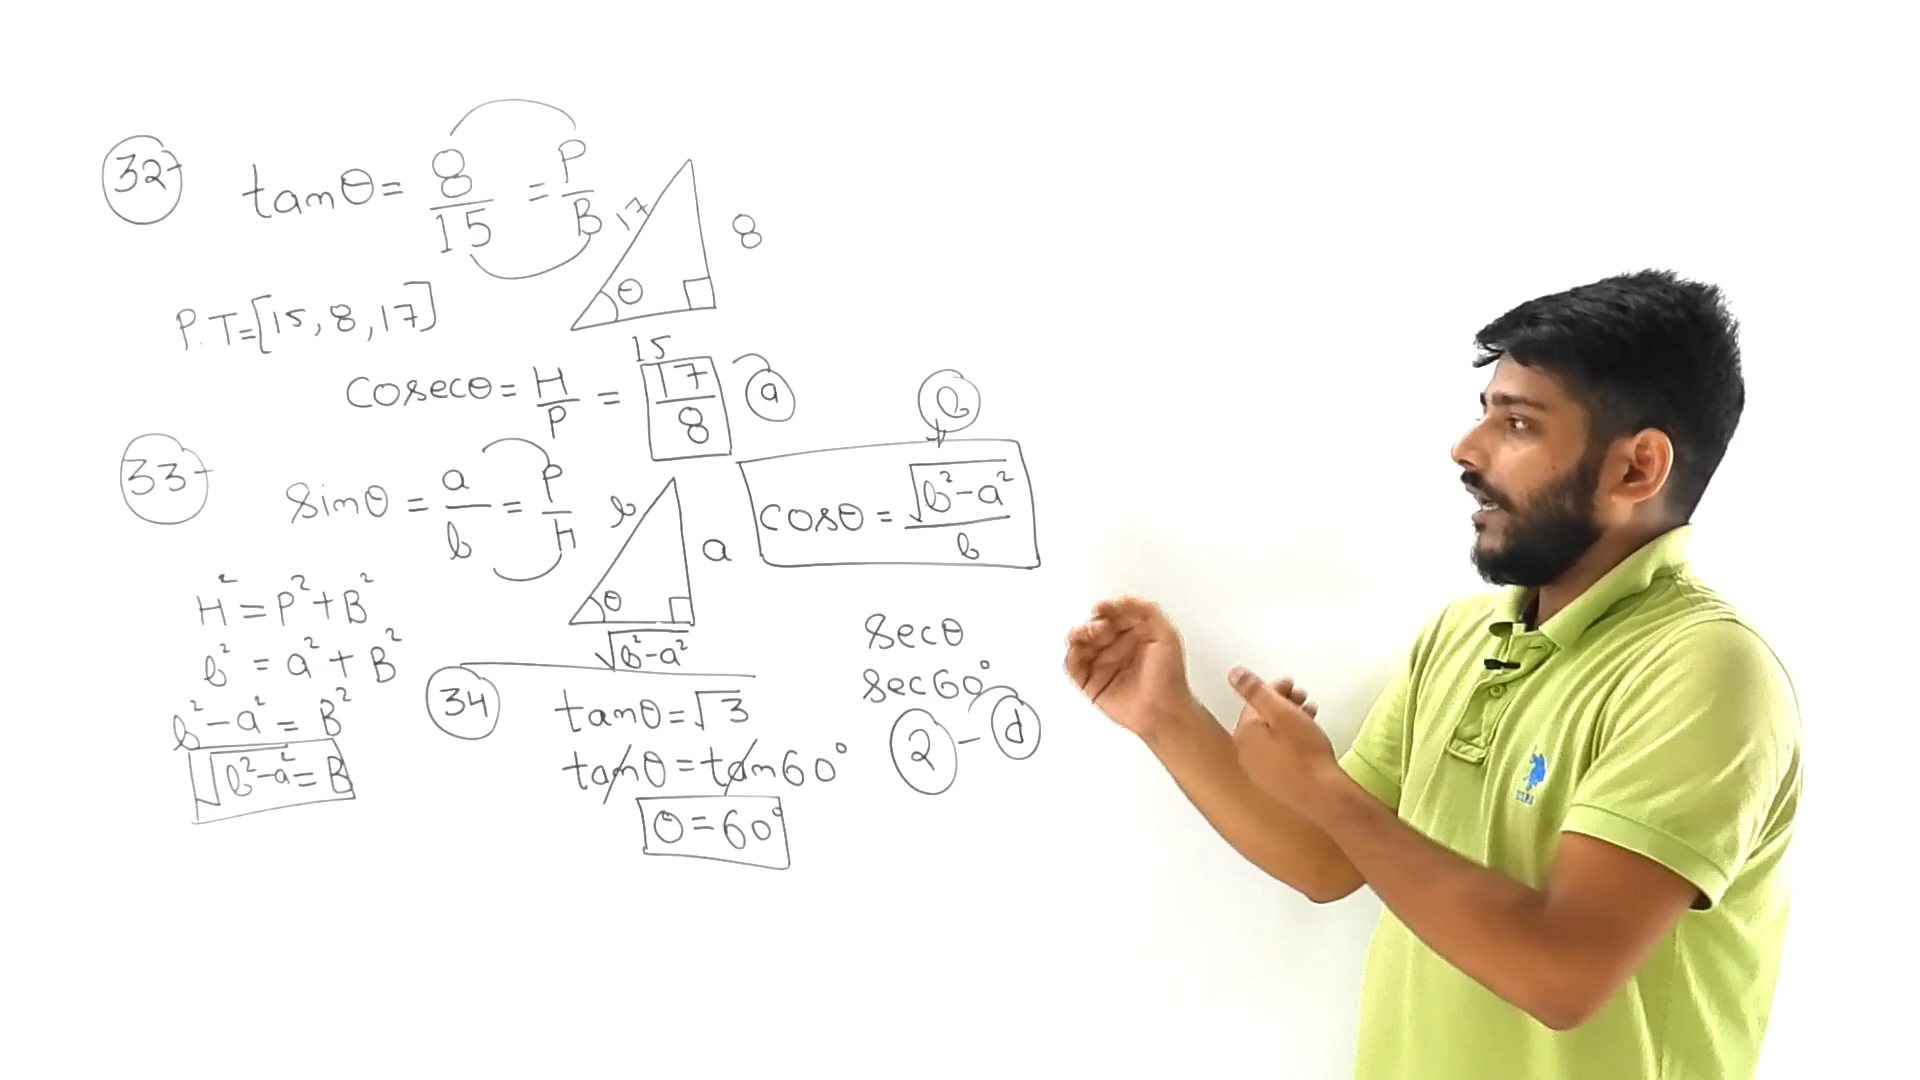 32- tanθ = 8/15 = P/B
17
8
θ
15
P.T=[15, 8, 17]
cosecθ = H/P = 17/8 a
33- sinθ = a/b = P/H
b
a
θ
√b²-a²
b
cosθ = √b²-a²/b
H² = P²+B²
b² = a²+B²
b²-a² = B²
√b²-a² = B
34 tanθ = √3
tanθ = tan60°
θ = 60°
secθ
sec60°
2 - d